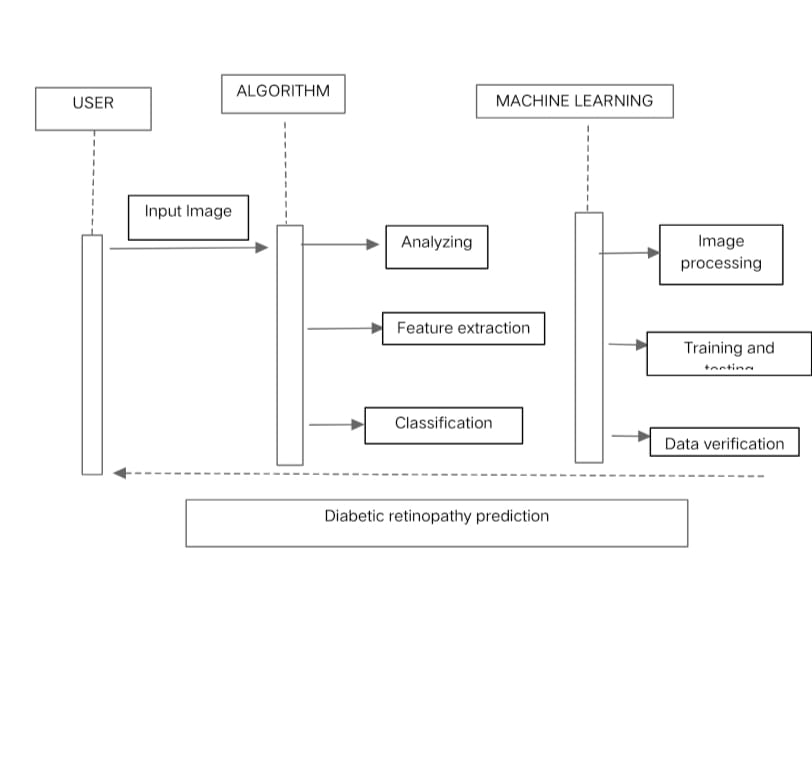 USER
ALGORITHM
MACHINE LEARNING
Input Image
Analyzing
Image
processing
Feature extraction
Training and
testing
Classification
Data verification
Diabetic retinopathy prediction